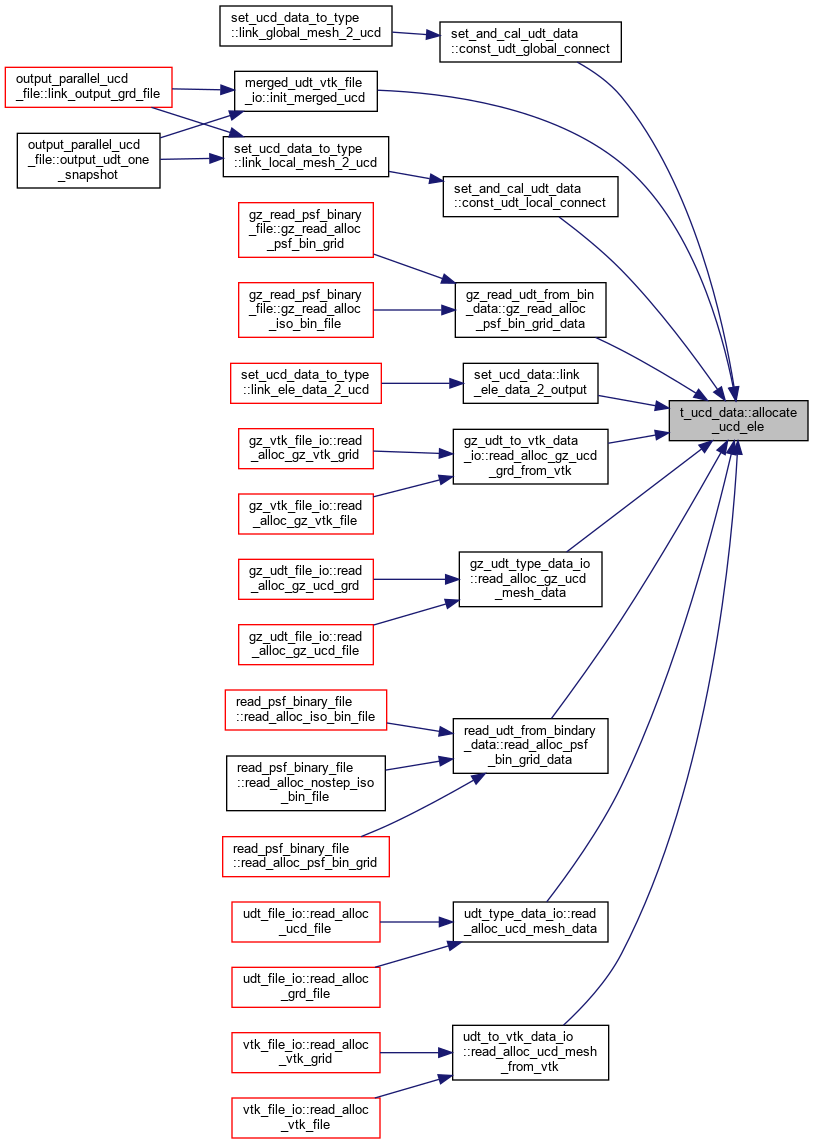 set_ucd_data_to_type
::link_global_mesh_2_ucd
set_and_cal_udt_data
::const_udt_global_connect
output_parallel_ucd
_file::link_output_grd_file
merged_udt_vtk_file
_io::init_merged_ucd
output_parallel_ucd
_file::output_udt_one
_snapshot
set_ucd_data_to_type
::link_local_mesh_2_ucd
set_and_cal_udt_data
::const_udt_local_connect
gz_read_psf_binary
_file::gz_read_alloc
_psf_bin_grid
gz_read_psf_binary
_file::gz_read_alloc
_iso_bin_file
gz_read_udt_from_bin
_data::gz_read_alloc
_psf_bin_grid_data
set_ucd_data_to_type
::link_ele_data_2_ucd
set_ucd_data::link
_ele_data_2_output
t_ucd_data::allocate
_ucd_ele
gz_vtk_file_io::read
_alloc_gz_vtk_grid
gz_udt_to_vtk_data
_io::read_alloc_gz_ucd
_grd_from_vtk
gz_vtk_file_io::read
_alloc_gz_vtk_file
gz_udt_file_io::read
_alloc_gz_ucd_grd
gz_udt_type_data_io
::read_alloc_gz_ucd
_mesh_data
gz_udt_file_io::read
_alloc_gz_ucd_file
read_psf_binary_file
::read_alloc_iso_bin_file
read_udt_from_bindary
_data::read_alloc_psf
_bin_grid_data
read_psf_binary_file
::read_alloc_nostep_iso
_bin_file
read_psf_binary_file
::read_alloc_psf_bin_grid
udt_file_io::read_alloc
_ucd_file
udt_type_data_io::read
_alloc_ucd_mesh_data
udt_file_io::read_alloc
_grd_file
udt_to_vtk_data_io
::read_alloc_ucd_mesh
_from_vtk
vtk_file_io::read_alloc
_vtk_grid
vtk_file_io::read_alloc
_vtk_file